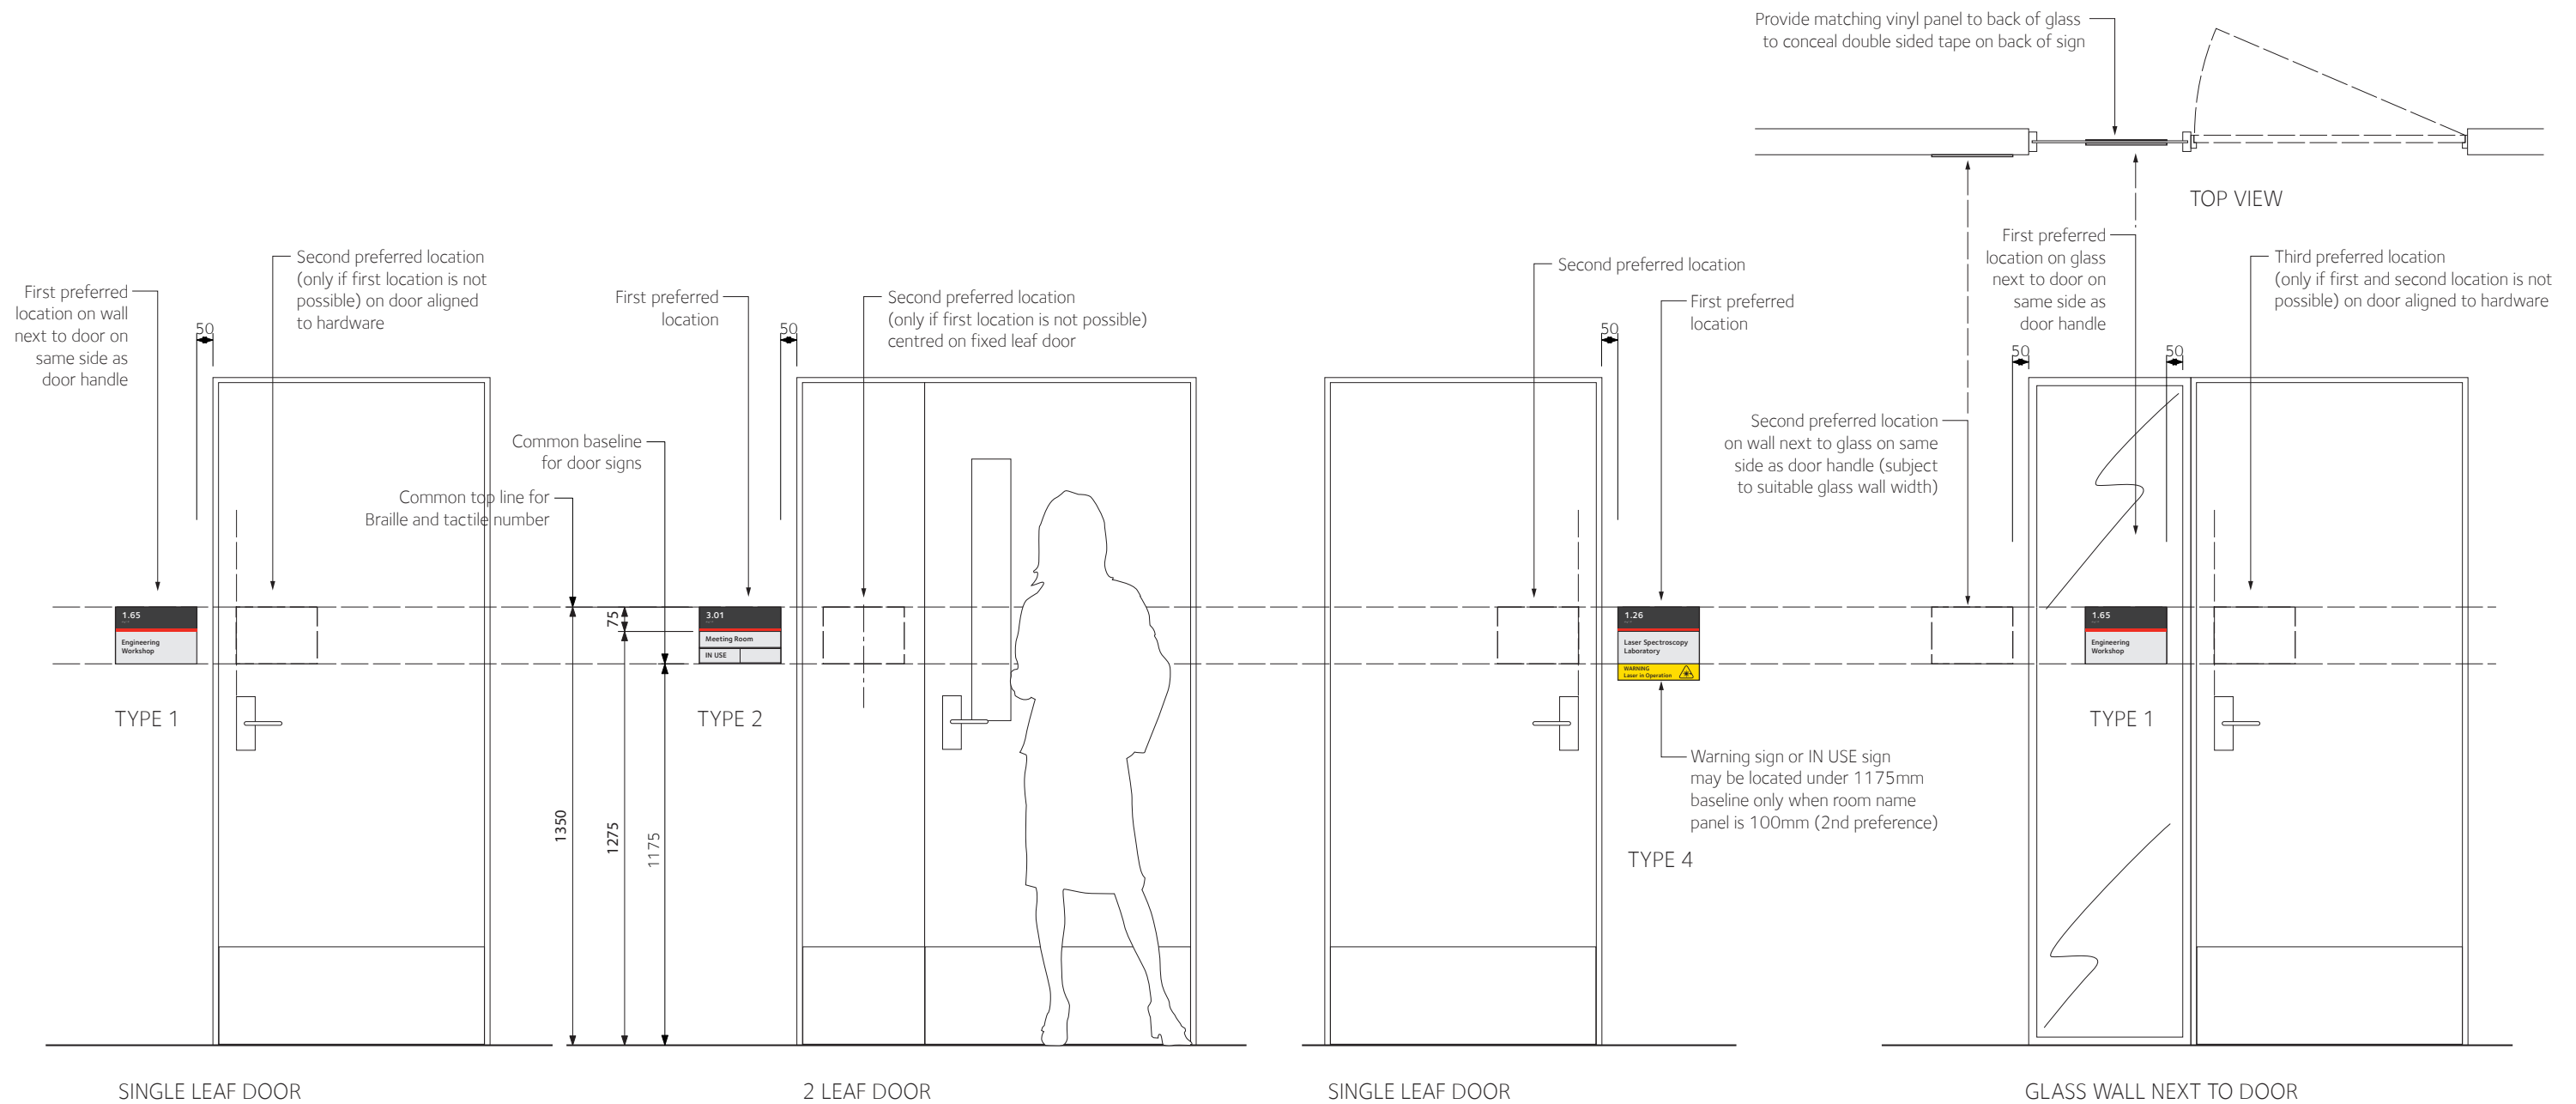 Provide matching vinyl panel to back of glass
to conceal double sided tape on back of sign
TOP VIEW
First preferred
location on wall
next to door on
same side as
door handle
50
Second preferred location
(only if first location is not
possible) on door aligned
to hardware
Common top line for
Braille and tactile number
Common baseline
for door signs
First preferred
location
50
Second preferred location
(only if first location is not possible)
centred on fixed leaf door
Second preferred location
First preferred
location
50
Second preferred location
on wall next to glass on same
side as door handle (subject
to suitable glass wall width)
50
First preferred
location on glass
next to door on
same side as
door handle
50
Third preferred location
(only if first and second location is not
possible) on door aligned to hardware
1.65
Engineering
Workshop
TYPE 1
75
1350
1275
1175
3.01
Meeting Room
IN USE
TYPE 2
1.26
Laser Spectroscopy
Laboratory
WARNING
Laser in Operation
Warning sign or IN USE sign
may be located under 1175mm
baseline only when room name
panel is 100mm (2nd preference)
TYPE 4
1.65
Engineering
Workshop
TYPE 1
SINGLE LEAF DOOR
2 LEAF DOOR
SINGLE LEAF DOOR
GLASS WALL NEXT TO DOOR